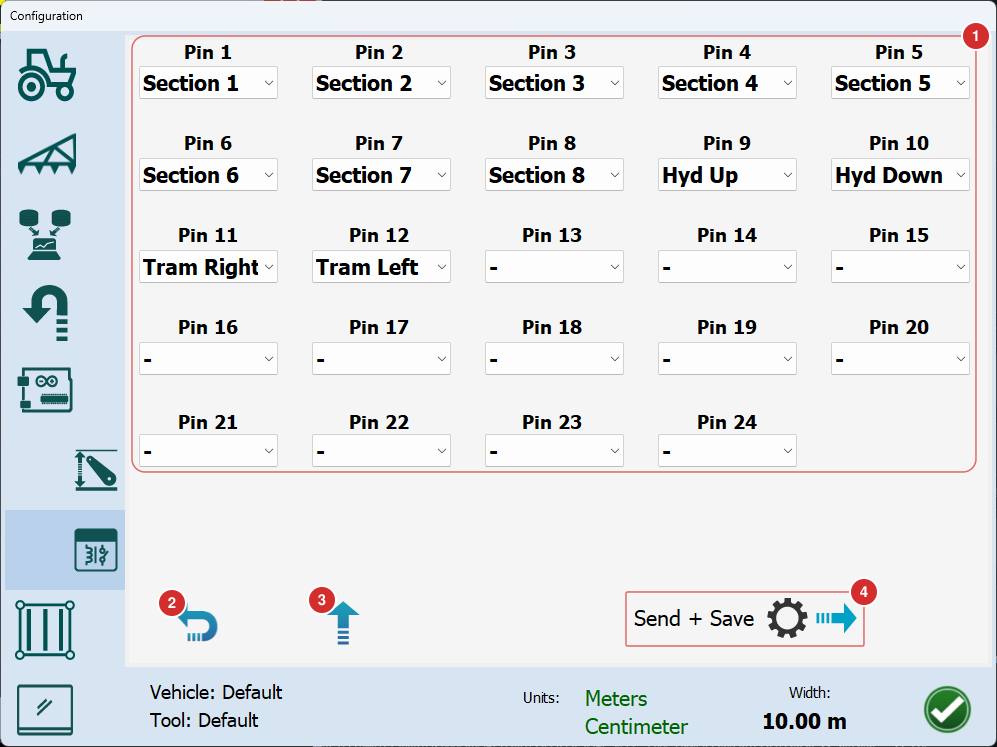 Configuration
1
Pin 1 Pin 2 Pin 3 Pin 4 Pin 5
Section 1 Section 2 Section 3 Section 4 Section 5
Pin 6 Pin 7 Pin 8 Pin 9 Pin 10
Section 6 Section 7 Section 8 Hyd Up Hyd Down
Pin 11 Pin 12 Pin 13 Pin 14 Pin 15
Tram Right Tram Left - - -
Pin 16 Pin 17 Pin 18 Pin 19 Pin 20
- - - - -
Pin 21 Pin 22 Pin 23 Pin 24
- - - -
2 3 4
Send + Save
Vehicle: Default
Tool: Default
Units: Meters
Centimeter
Width:
10.00 m